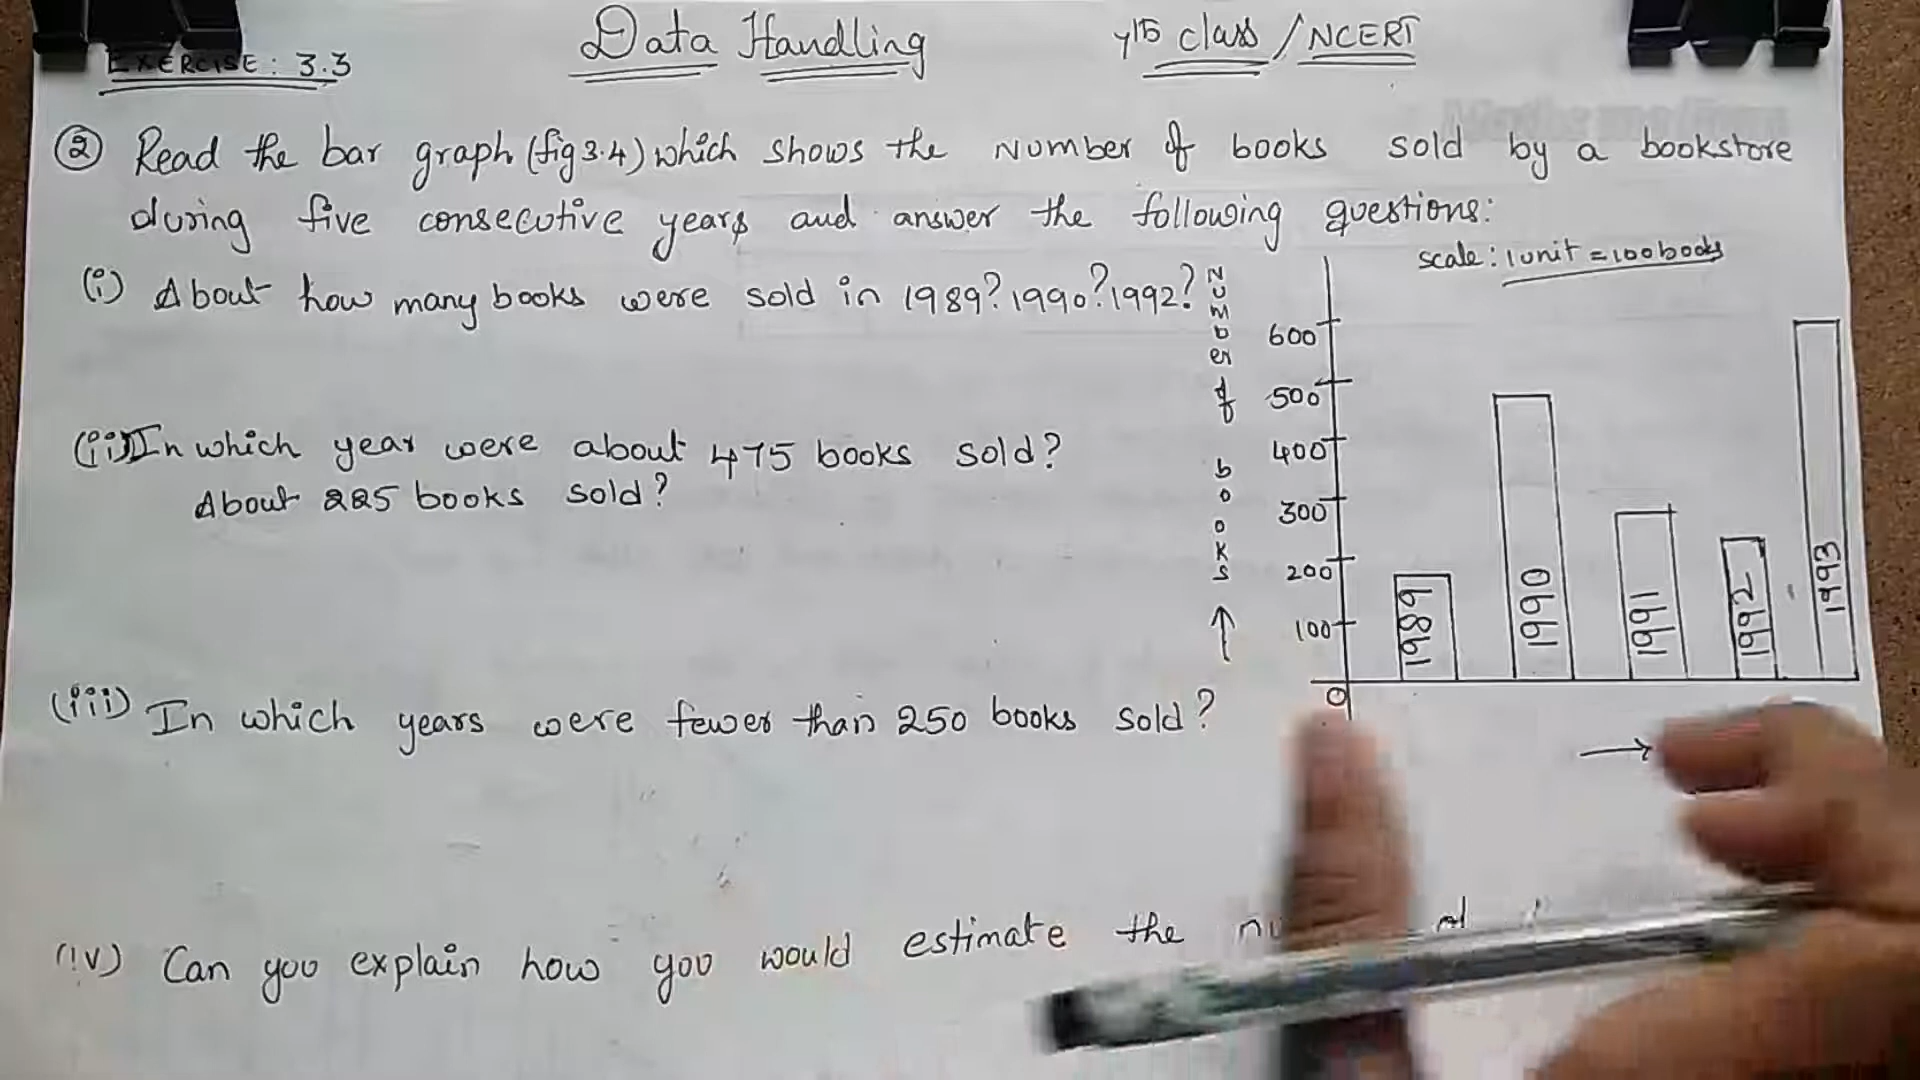 Data Handling
7th class / NCERT
EXERCISE: 3.3
② Read the bar graph (fig 3.4) which shows the Number of books sold by a bookstore
during five consecutive years and answer the following questions:
(i) About how many books were sold in 1989? 1990? 1992?
(ii) In which year were about 475 books sold?
About 225 books sold?
(iii) In which years were fewer than 250 books sold?
(iv) Can you explain how you would estimate the
scale: 1 unit = 100 books
Number of books
600
500
400
300
200
100
0
1989
1990
1991
1992
1993